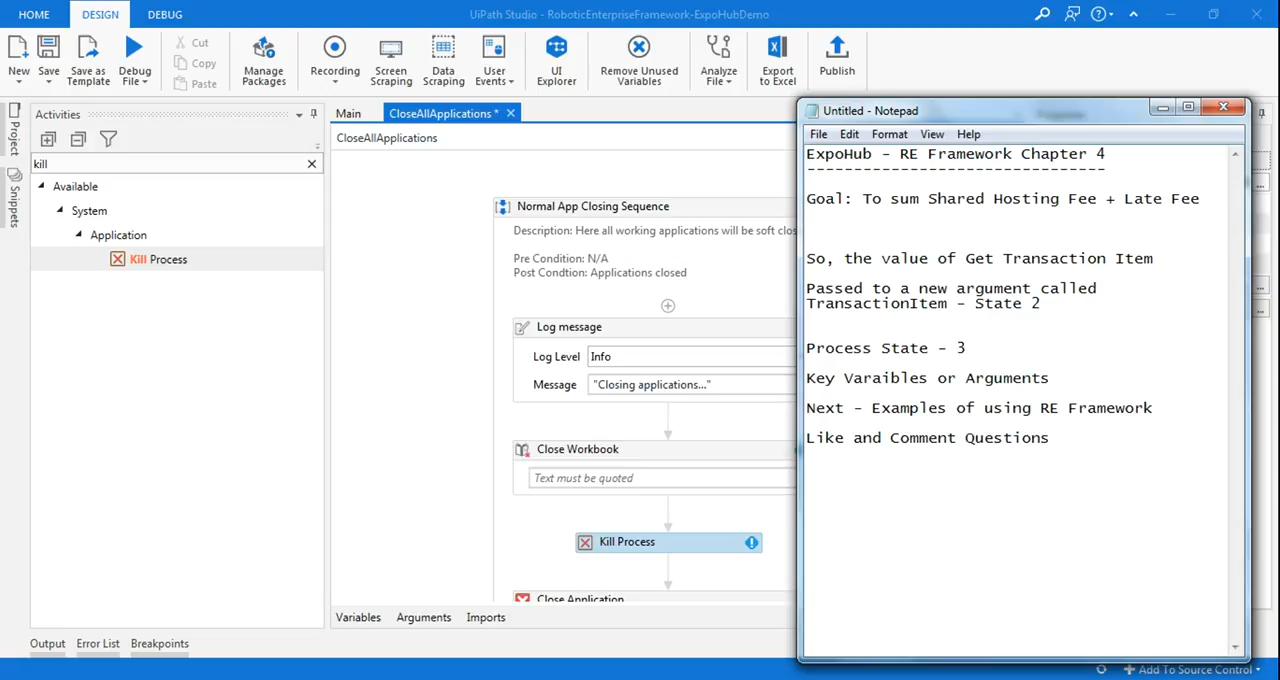 HOME
DESIGN
DEBUG
UiPath Studio - RoboticEnterpriseFramework-ExpoHubDemo
New
Save
Save as Template
Debug File
Cut
Copy
Paste
Manage Packages
Recording
Screen Scraping
Data Scraping
User Events
UI Explorer
Remove Unused Variables
Analyze File
Export to Excel
Publish
Project
Snippets
Activities
kill
Available
System
Application
Kill Process
Main
CloseAllApplications *
CloseAllApplications
Normal App Closing Sequence
Description: Here all working applications will be soft clos
Pre Condition: N/A
Post Condtion: Applications closed
Log message
Log Level Info
Message "Closing applications..."
Close Workbook
Text must be quoted
Kill Process
Close Application
Variables
Arguments
Imports
Output
Error List
Breakpoints
Untitled - Notepad
File Edit Format View Help
ExpoHub - RE Framework Chapter 4
--------------------------------
Goal: To sum Shared Hosting Fee + Late Fee
So, the value of Get Transaction Item
Passed to a new argument called
TransactionItem - State 2
Process State - 3
Key Varaibles or Arguments
Next - Examples of using RE Framework
Like and Comment Questions
Add To Source Control